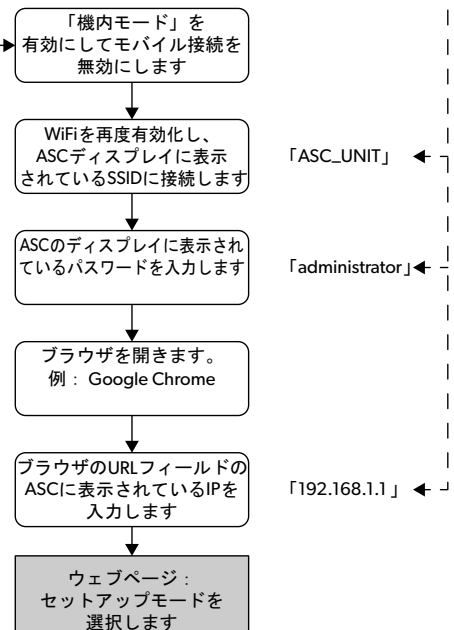 「機内モード」を
有効にしてモバイル接続を
無効にします
WiFiを再度有効化し、
ASCディスプレイに表示
されているSSIDに接続します
「ASC_UNIT」
ASCのディスプレイに表示され
ているパスワードを入力します
「administrator」
ブラウザを開きます。
例： Google Chrome
ブラウザのURLフィールドの
ASCに表示されているIPを
入力します
「192.168.1.1 」
ウェブページ：
セットアップモードを
選択します